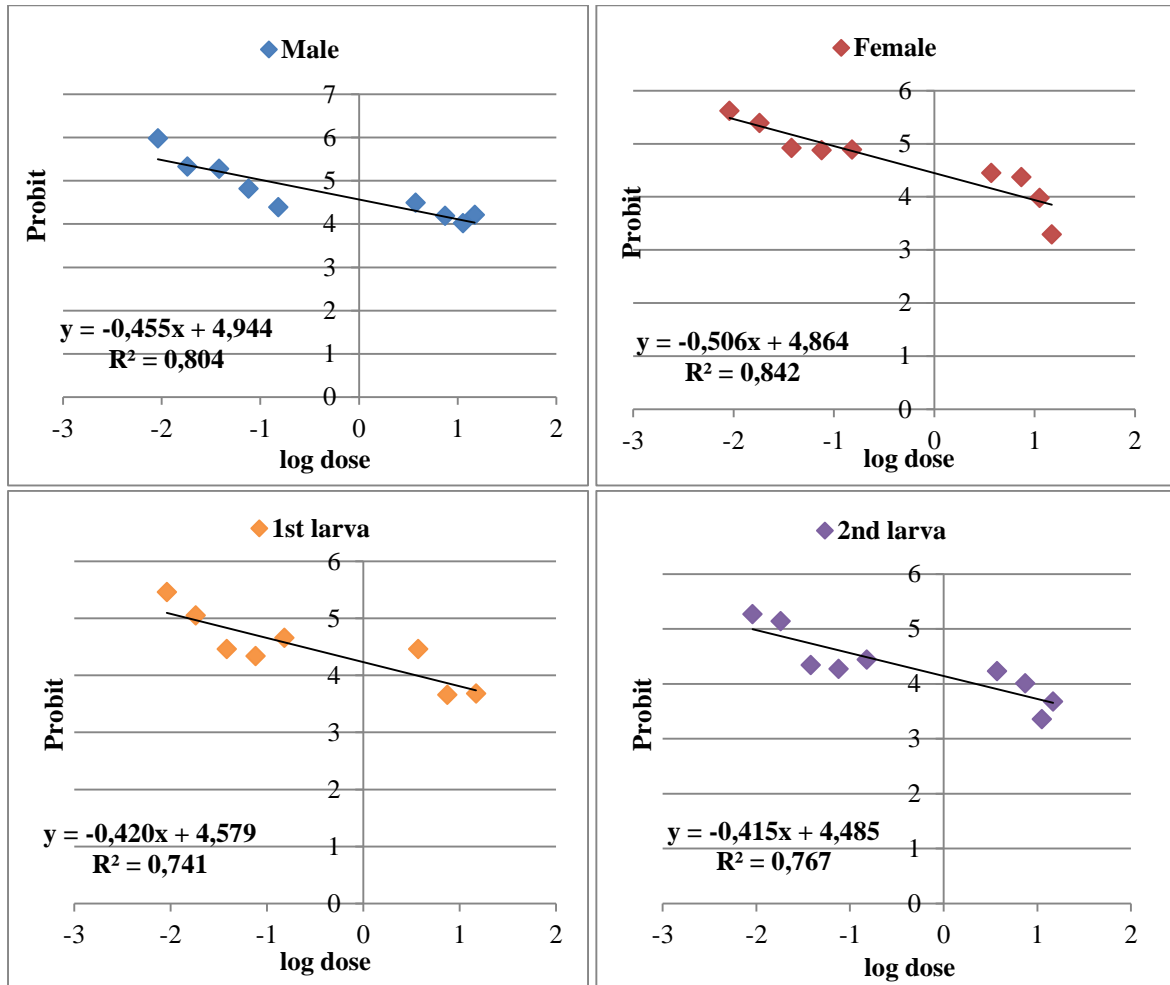 Male
7
6
5
4
3
2
1
0
-3 -2 -1 0 1 2
Probit
log dose
y = -0,455x + 4,944
R² = 0,804
Female
6
5
4
3
2
1
0
-3 -2 -1 0 1 2
Probit
log dose
y = -0,506x + 4,864
R² = 0,842
1st larva
6
5
4
3
2
1
0
-3 -2 -1 0 1 2
Probit
log dose
y = -0,420x + 4,579
R² = 0,741
2nd larva
6
5
4
3
2
1
0
-3 -2 -1 0 1 2
Probit
log dose
y = -0,415x + 4,485
R² = 0,767